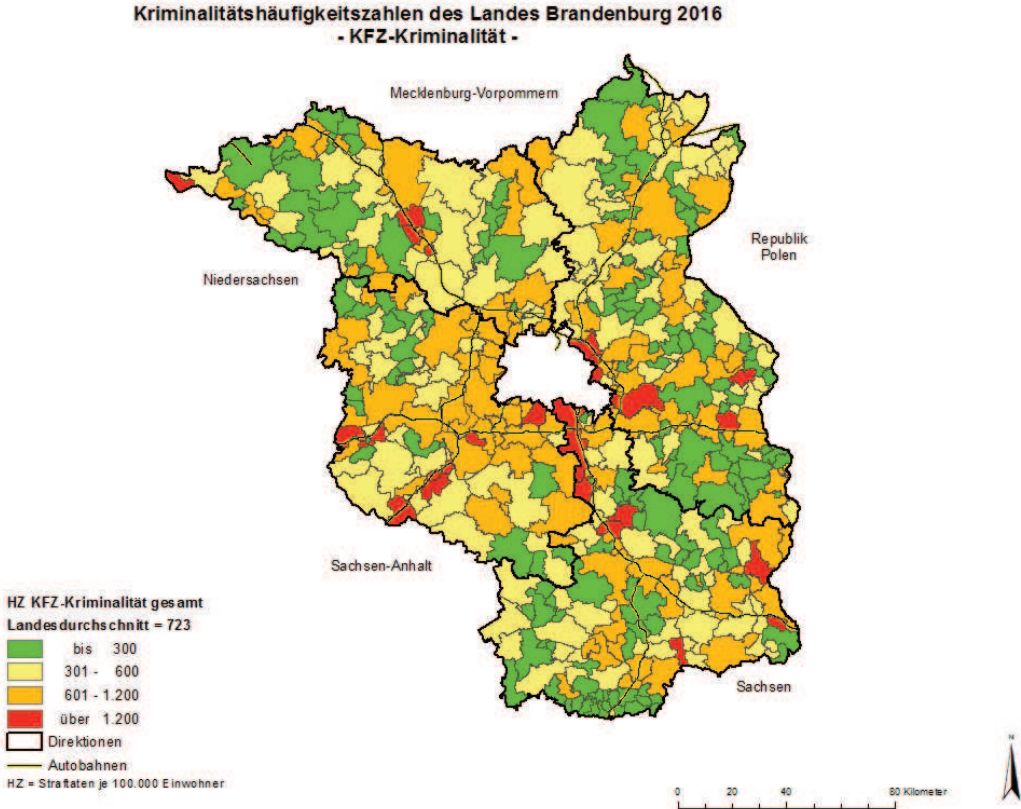 Kriminalitätshäufigkeitszahlen des Landes Brandenburg 2016
- KFZ-Kriminalität -
Mecklenburg-Vorpommern
Republik
Polen
Niedersachsen
Sachsen-Anhalt
Sachsen
HZ KFZ-Kriminalität gesamt
Landesdurchschnitt = 723
bis 300
301 - 600
601 - 1.200
über 1.200
Direktionen
Autobahnen
HZ = Straftaten je 100.000 Einwohner
N
0 20 40 80 Kilometer